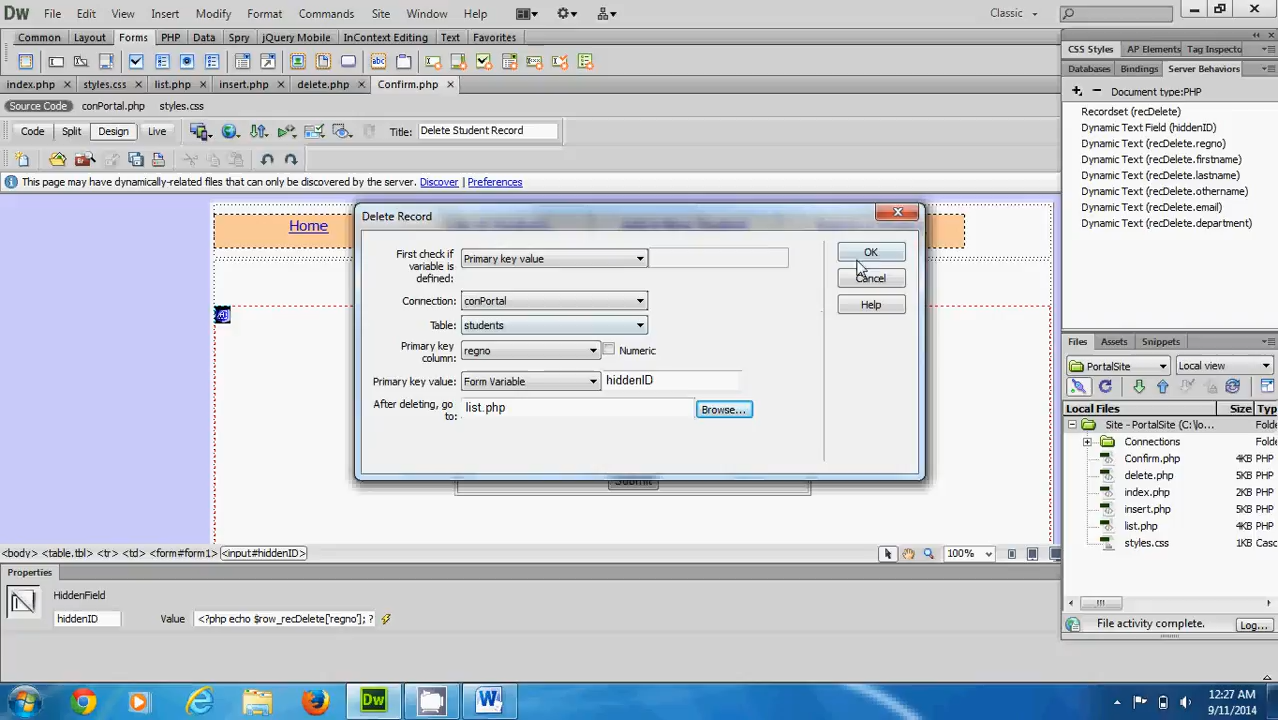 Dw File Edit View Insert Modify Format Commands Site Window Help Classic
Common Layout Forms PHP Data Spry jQuery Mobile InContext Editing Text Favorites
CSS Styles AP Elements Tag Inspecto
Databases Bindings Server Behaviors
index.php × styles.css × list.php × insert.php × delete.php × Confirm.php ×
Document type:PHP
Source Code conPortal.php styles.css
Recordset (recDelete)
Dynamic Text Field (hiddenID)
Dynamic Text (recDelete.regno)
Dynamic Text (recDelete.firstname)
Dynamic Text (recDelete.lastname)
Dynamic Text (recDelete.othername)
Dynamic Text (recDelete.email)
Dynamic Text (recDelete.department)
Code Split Design Live Title: Delete Student Record
This page may have dynamically-related files that can only be discovered by the server. Discover | Preferences
Home
Delete Record
First check if variable is defined: Primary key value
OK
Cancel
Help
Connection: conPortal
Table: students
Primary key column: regno Numeric
Primary key value: Form Variable hiddenID
After deleting, go to: list.php Browse...
Submit
Files Assets Snippets
PortalSite Local view
Local Files Size Type
Site - PortalSite (C:\...
Connections
Confirm.php 4KB PHP
delete.php 5KB PHP
index.php 2KB PHP
insert.php 5KB PHP
list.php 4KB PHP
styles.css 1KB Casc
<body> <table.tbl> <tr> <td> <form#form1> <input#hiddenID>
100%
Properties
HiddenField
hiddenID Value <?php echo $row_recDelete['regno']; ?
File activity complete. Log...
Dw
W
12:27 AM
9/11/2014